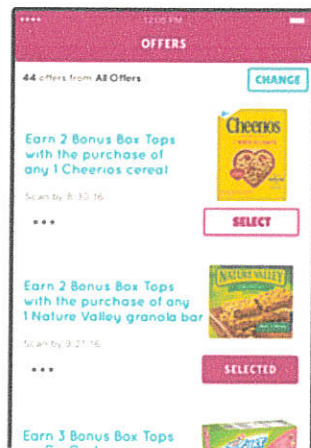 12:05 PM
OFFERS
44 offers from All Offers
CHANGE
Earn 2 Bonus Box Tops
with the purchase of
any 1 Cheerios cereal
Scan by 8-30-16
Cheerios
SELECT
Earn 2 Bonus Box Tops
with the purchase of any
1 Nature Valley granola bar
Scan by 9-21-16
NATURE VALLEY
SELECTED
Earn 3 Bonus Box Tops